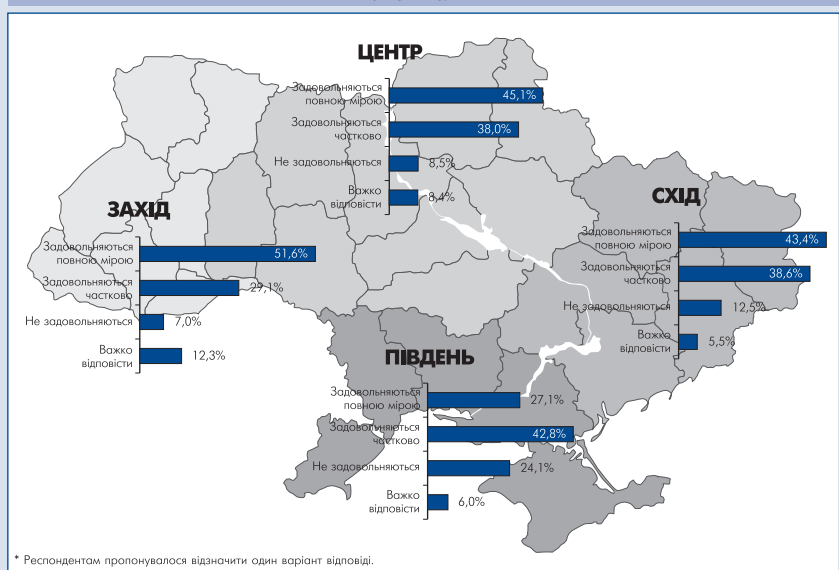 ЦЕНТР
Задовольняються
повною мірою
45,1%
Задовольняються
частково
38,0%
Не задовольняються
8,5%
Важко
відповісти
8,4%
ЗАХІД
Задовольняються
повною мірою
51,6%
Задовольняються
частково
29,1%
Не задовольняються
7,0%
Важко
відповісти
12,3%
СХІД
Задовольняються
повною мірою
43,4%
Задовольняються
частково
38,6%
Не задовольняються
12,5%
Важко
відповісти
5,5%
ПІВДЕНЬ
Задовольняються
повною мірою
27,1%
Задовольняються
частково
42,8%
Не задовольняються
24,1%
Важко
відповісти
6,0%
* Респондентам пропонувалося відзначити один варіант відповіді.